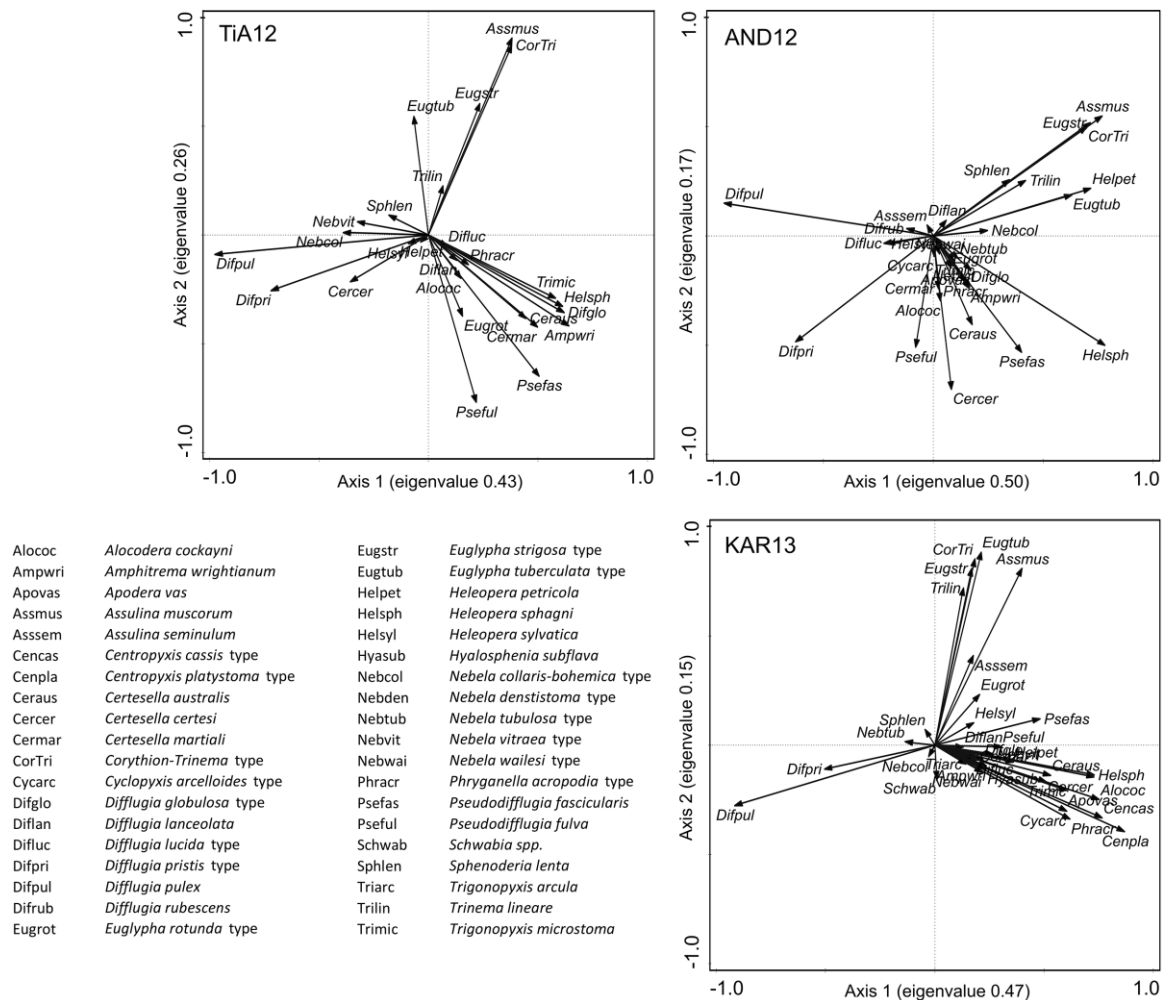 TiA12
1.0
Assmus
CorTri
Eugstr
Eugtub
Trilin
Sphlen
Nebvit
Nebcol
Difpul
Difpri
Helsyl
Helpet
Cercer
Difluc
Phracr
Diflan
Alococ
Trimic
Helsph
Difglo
Ceraus
Ampwri
Eugrot
Cermar
Psefas
Pseful
Axis 2 (eigenvalue 0.26)
-1.0
-1.0
1.0
Axis 1 (eigenvalue 0.43)
AND12
1.0
Assmus
Eugstr
CorTri
Sphlen
Trilin
Helpet
Eugtub
Difpul
Diflan
Asssem
Difrub
Nebcol
Difluc
Helsyl
Nebwai
Nebtub
Eugrot
Cycarc
Difglo
Apovas
Cermar
Phracr
Ampwri
Alococ
Ceraus
Difpri
Pseful
Psefas
Helsph
Cercer
Axis 2 (eigenvalue 0.17)
-1.0
-1.0
1.0
Axis 1 (eigenvalue 0.50)
Alococ Alocodera cockayni
Ampwri Amphitrema wrightianum
Apovas Apodera vas
Assmus Assulina muscorum
Asssem Assulina seminulum
Cencas Centropyxis cassis type
Cenpla Centropyxis platystoma type
Ceraus Certesella australis
Cercer Certesella certesi
Cermar Certesella martiali
CorTri Corythion-Trinema type
Cycarc Cyclopyxis arcelloides type
Difglo Difflugia globulosa type
Diflan Difflugia lanceolata
Difluc Difflugia lucida type
Difpri Difflugia pristis type
Difpul Difflugia pulex
Difrub Difflugia rubescens
Eugrot Euglypha rotunda type
Eugstr Euglypha strigosa type
Eugtub Euglypha tuberculata type
Helpet Heleopera petricola
Helsph Heleopera sphagni
Helsyl Heleopera sylvatica
Hyasub Hyalosphenia subflava
Nebcol Nebela collaris-bohemica type
Nebden Nebela denstistoma type
Nebtub Nebela tubulosa type
Nebvit Nebela vitraea type
Nebwai Nebela wailesi type
Phracr Phryganella acropodia type
Psefas Pseudodifflugia fascicularis
Pseful Pseudodifflugia fulva
Schwab Schwabia spp.
Sphlen Sphenoderia lenta
Triarc Trigonopyxis arcula
Trilin Trinema lineare
Trimic Trigonopyxis microstoma
KAR13
1.0
CorTri
Eugtub
Eugstr
Assmus
Trilin
Asssem
Eugrot
Helsyl
Psefas
Sphlen
Nebtub
Diflan
Pseful
Difglo
Helpet
Nebcol
Triarc
Difluc
Ceraus
Difpri
Ampwri
Hyasub
Cercer
Helsph
Schwab
Nebwai
Trimic
Alococ
Apovas
Cencas
Difpul
Cycarc
Phracr
Cenpla
Axis 2 (eigenvalue 0.15)
-1.0
-1.0
1.0
Axis 1 (eigenvalue 0.47)